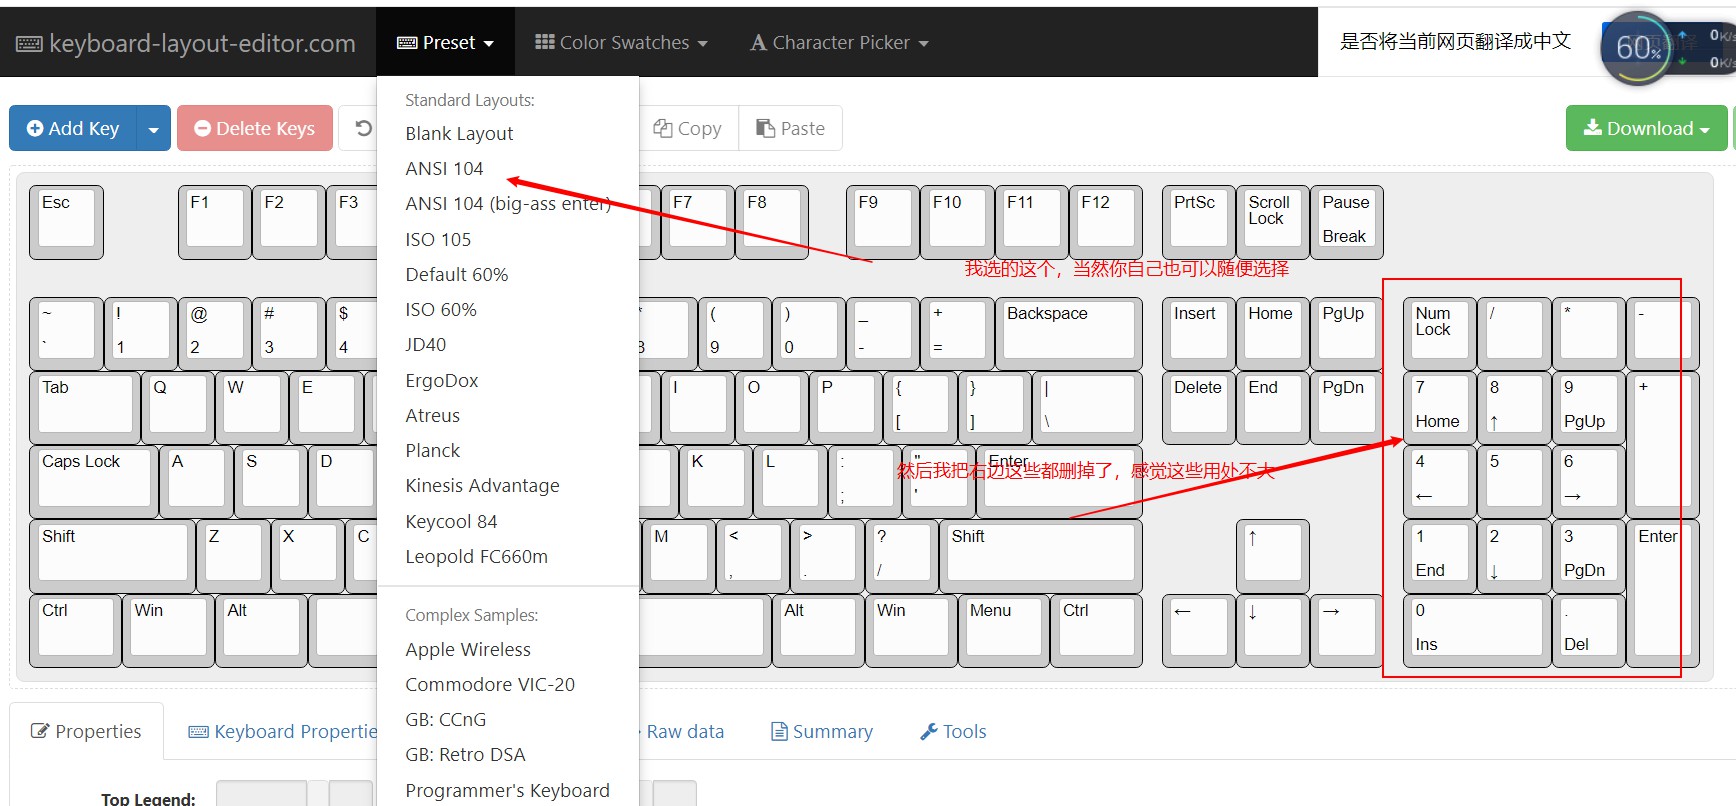 keyboard-layout-editor.com Preset Color Swatches Character Picker 是否将当前网页翻译成中文 60% 0K/s
0K/s
Add Key Delete Keys Copy Paste Download
Standard Layouts:
Blank Layout
ANSI 104
ANSI 104 (big-ass enter)
ISO 105
Default 60%
ISO 60%
JD40
ErgoDox
Atreus
Planck
Kinesis Advantage
Keycool 84
Leopold FC660m
Complex Samples:
Apple Wireless
Commodore VIC-20
GB: CCnG
GB: Retro DSA
Programmer's Keyboard
Esc F1 F2 F3 F7 F8 F9 F10 F11 F12 PrtSc Scroll Lock Pause Break
我选的这个，当然你自己也可以随便选择
~ ! @ # $ * ( ) _ + Backspace Insert Home PgUp Num Lock / * -
` 1 2 3 4 8 9 0 - =
Tab Q W E I O P { } | Delete End PgDn 7 8 9 +
[ ] \ Home ↑ PgUp
Caps Lock A S D K L : " Enter 4 5 6
; ' ← →
然后我把右边这些都删掉了，感觉这些用处不大
Shift Z X C M < > ? Shift ↑ 1 2 3 Enter
, . / End ↓ PgDn
Ctrl Win Alt Alt Win Menu Ctrl ← ↓ → 0 .
Ins Del
Properties Keyboard Propertie Raw data Summary Tools
Top Legend: